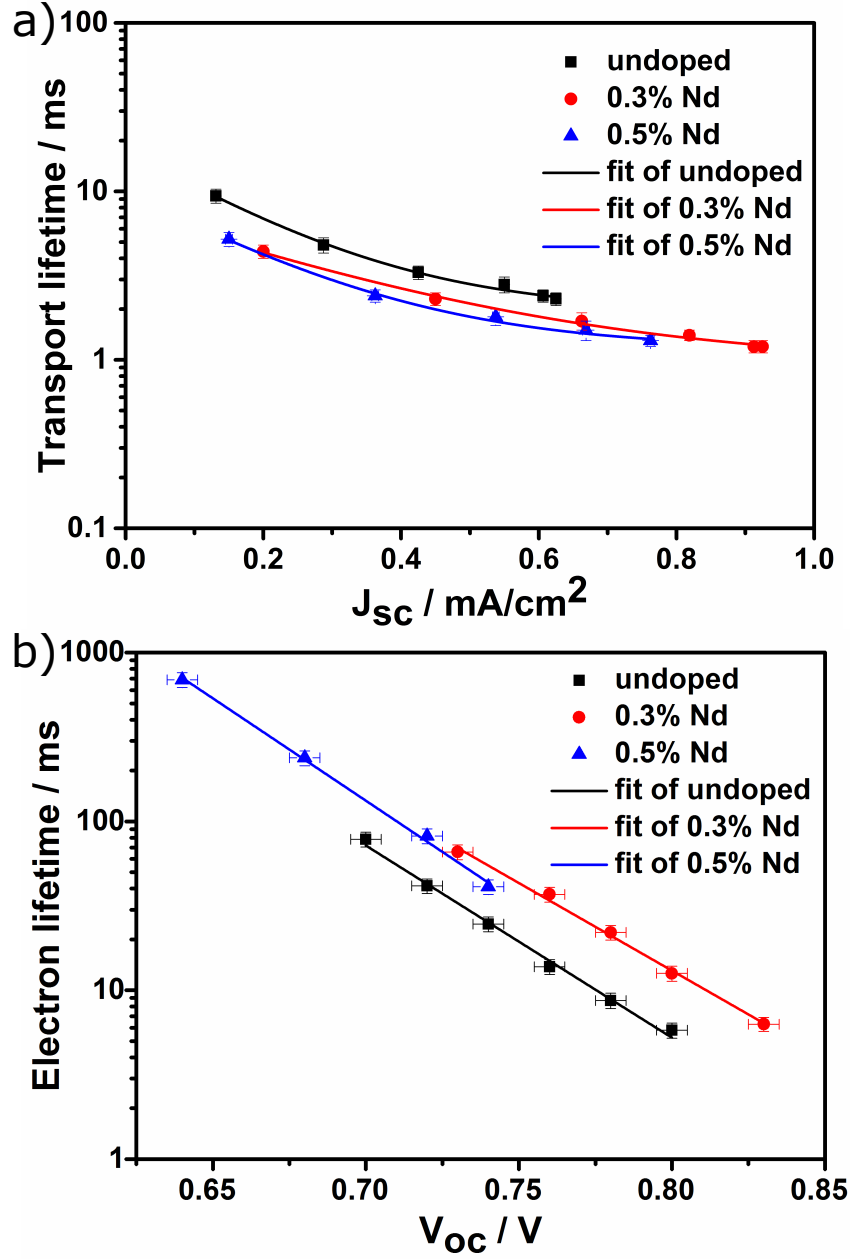 a)
100
10
1
0.1
Transport lifetime / ms
undoped
0.3% Nd
0.5% Nd
fit of undoped
fit of 0.3% Nd
fit of 0.5% Nd
0.0 0.2 0.4 0.6 0.8 1.0
JSC / mA/cm²
b)
1000
100
10
1
Electron lifetime / ms
undoped
0.3% Nd
0.5% Nd
fit of undoped
fit of 0.3% Nd
fit of 0.5% Nd
0.65 0.70 0.75 0.80 0.85
VOC / V